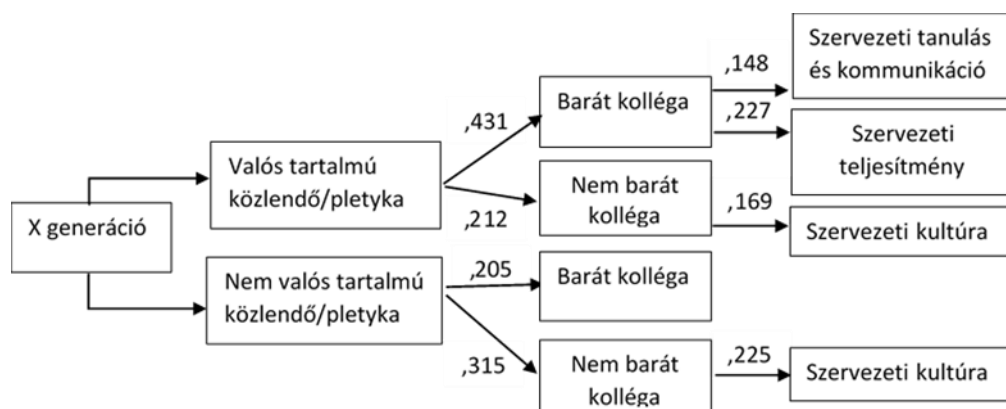 Szervezeti tanulás
és kommunikáció
,148
Barát kolléga
,227
,431
Szervezeti
teljesítmény
Valós tartalmú
közlendő/pletyka
Nem barát
kolléga
,169
,212
Szervezeti kultúra
X generáció
Nem valós tartalmú
közlendő/pletyka
,205
Barát kolléga
,315
Nem barát
kolléga
,225
Szervezeti kultúra